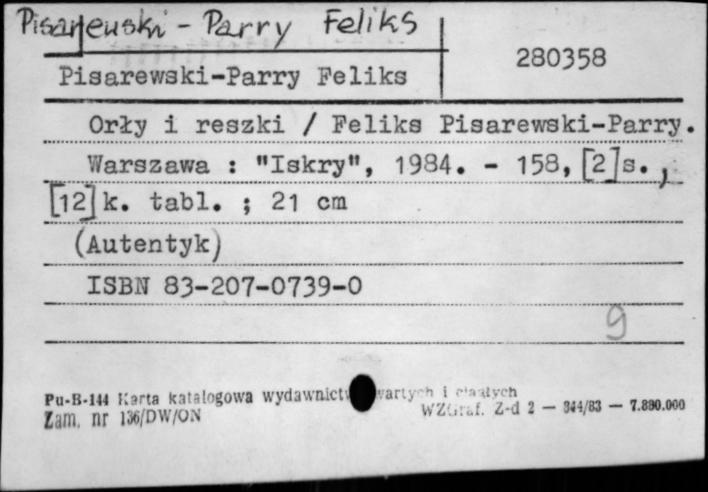 Pisarewski - Parry Feliks
280358
Pisarewski-Parry Feliks
Orły i reszki / Feliks Pisarewski-Parry.
Warszawa : "Iskry", 1984. - 158, [2]s. ,
[12]k. tabl. ; 21 cm
(Autentyk)
ISBN 83-207-0739-0
9
Pu-B-144 Karta katalogowa i
Zam. nr 136/DW/ON
WZGraf. Z-d 2 — 344/83 — 7.880.000